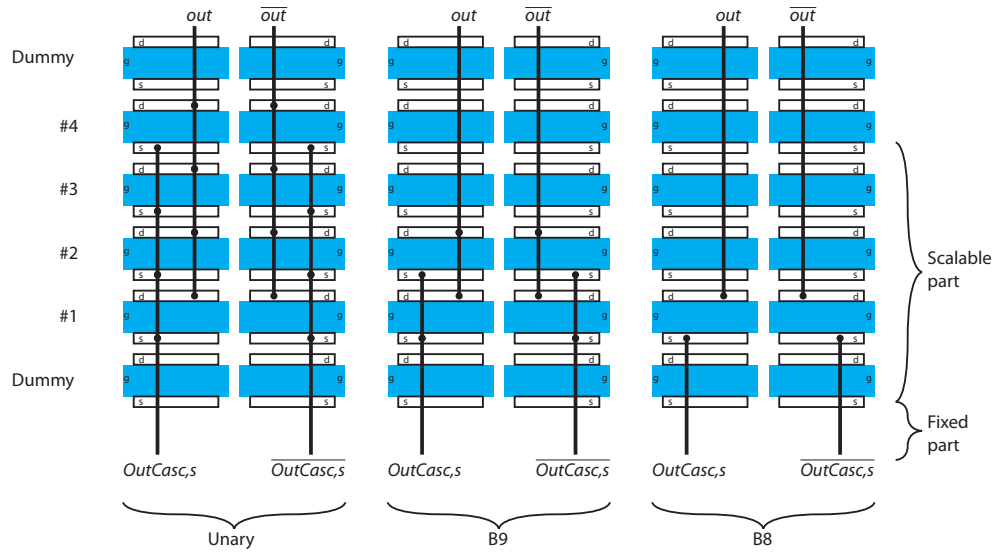 out out out out out out
d d d d d d
Dummy g g g g g g
s s s s s s
d d d d d d
#4 g g g g g g
s s s s s s
d d d d d d
#3 g g g g g g
s s s s s s
d d d d d d
#2 g g g g g g
s s s s s s
Scalable
part
d d d d d d
#1 g g g g g g
s s s s s s
d d d d d d
Dummy g g g g g g
s s s s s s
Fixed
part
OutCasc,s OutCasc,s OutCasc,s OutCasc,s OutCasc,s OutCasc,s
Unary B9 B8